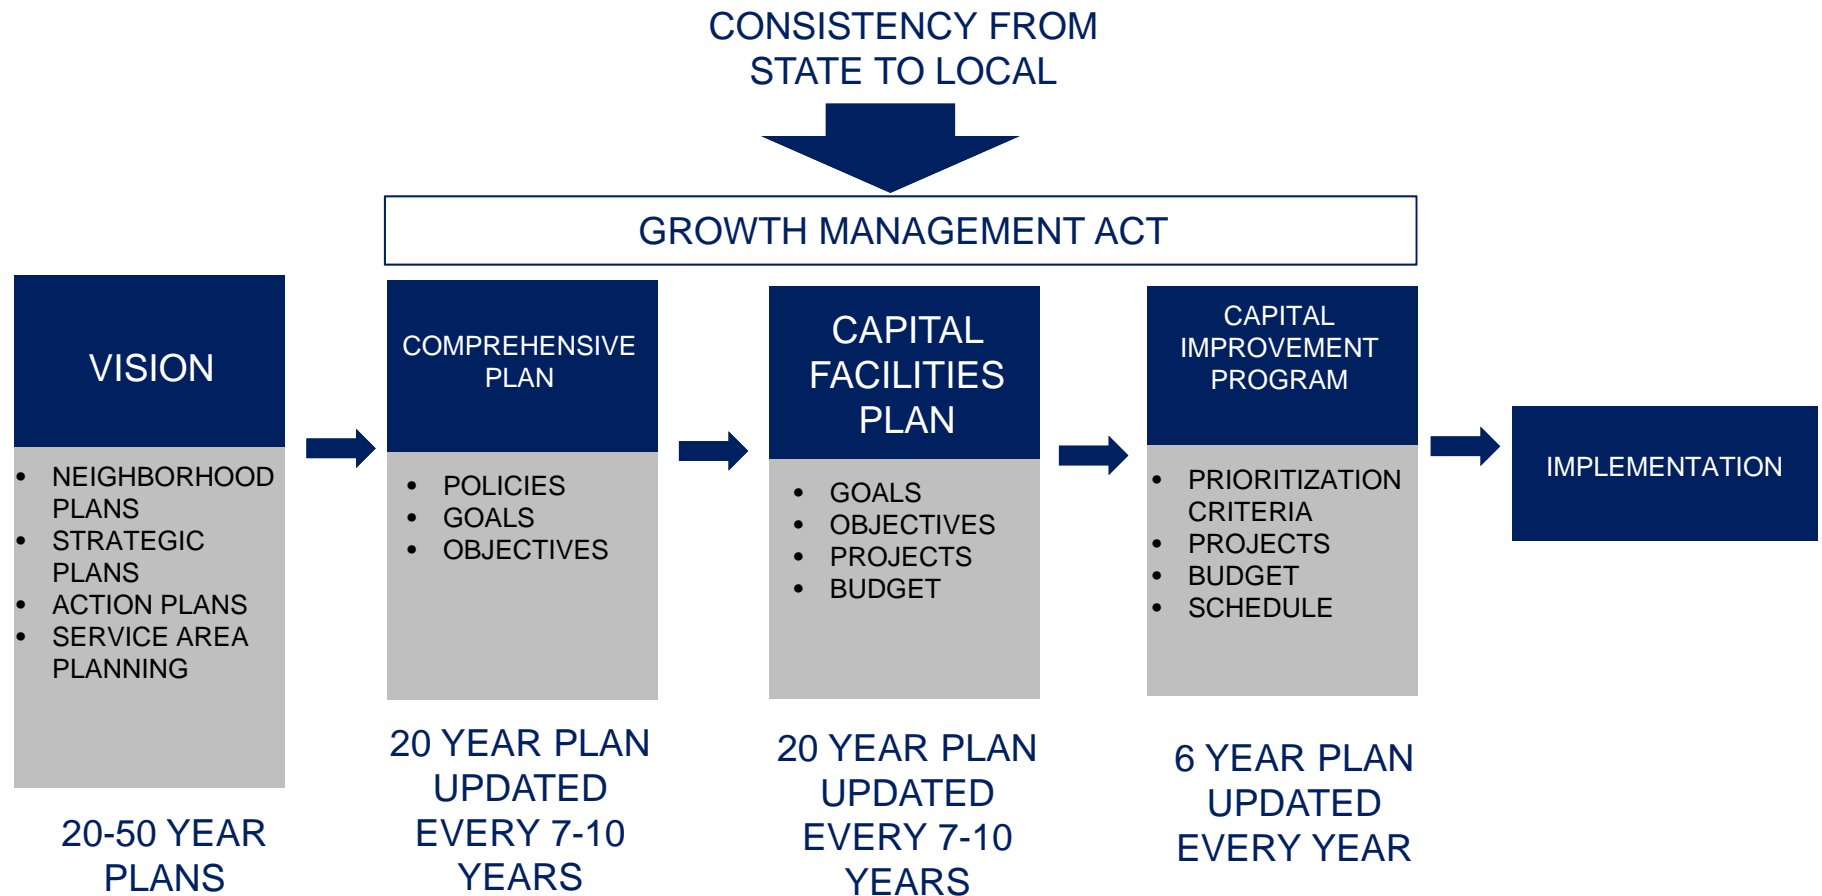 CONSISTENCY FROM
STATE TO LOCAL
GROWTH MANAGEMENT ACT
VISION
• NEIGHBORHOOD
PLANS
• STRATEGIC
PLANS
• ACTION PLANS
• SERVICE AREA
PLANNING
20-50 YEAR
PLANS
COMPREHENSIVE
PLAN
• POLICIES
• GOALS
• OBJECTIVES
20 YEAR PLAN
UPDATED
EVERY 7-10
YEARS
CAPITAL
FACILITIES
PLAN
• GOALS
• OBJECTIVES
• PROJECTS
• BUDGET
20 YEAR PLAN
UPDATED
EVERY 7-10
YEARS
CAPITAL
IMPROVEMENT
PROGRAM
• PRIORITIZATION
CRITERIA
• PROJECTS
• BUDGET
• SCHEDULE
6 YEAR PLAN
UPDATED
EVERY YEAR
IMPLEMENTATION